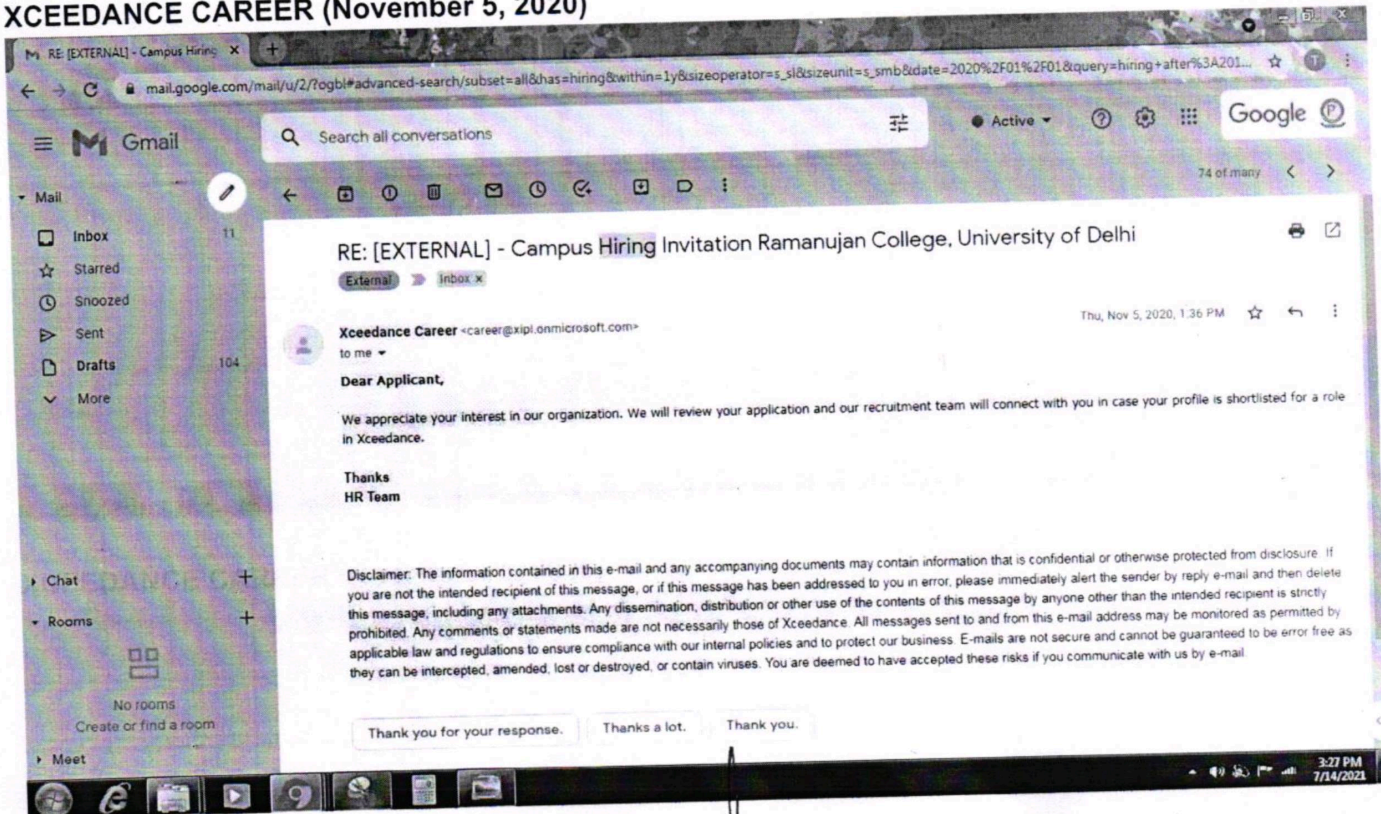 XCEEDANCE CAREER (November 5, 2020)
RE: [EXTERNAL] - Campus Hiring
mail.google.com/mail/u/2/?ogbl#advanced-search/subset=all&has=hiring&within=1y&sizeoperator=s_sl&sizeunit=s_smb&date=2020%2F01%2F01&query=hiring+after%3A201...
Gmail
Search all conversations
Active
Google
Mail
74 of many
Inbox 11
Starred
Snoozed
Sent
Drafts 104
More
RE: [EXTERNAL] - Campus Hiring Invitation Ramanujan College, University of Delhi
External Inbox x
Xceedance Career <career@xipl.onmicrosoft.com>
Thu, Nov 5, 2020, 1:36 PM
to me
Dear Applicant,
We appreciate your interest in our organization. We will review your application and our recruitment team will connect with you in case your profile is shortlisted for a role
in Xceedance.
Thanks
HR Team
Chat
Rooms
No rooms
Create or find a room
Meet
Disclaimer: The information contained in this e-mail and any accompanying documents may contain information that is confidential or otherwise protected from disclosure. If
you are not the intended recipient of this message, or if this message has been addressed to you in error, please immediately alert the sender by reply e-mail and then delete
this message, including any attachments. Any dissemination, distribution or other use of the contents of this message by anyone other than the intended recipient is strictly
prohibited. Any comments or statements made are not necessarily those of Xceedance. All messages sent to and from this e-mail address may be monitored as permitted by
applicable law and regulations to ensure compliance with our internal policies and to protect our business. E-mails are not secure and cannot be guaranteed to be error free as
they can be intercepted, amended, lost or destroyed, or contain viruses. You are deemed to have accepted these risks if you communicate with us by e-mail.
Thank you for your response.
Thanks a lot.
Thank you.
3:27 PM
7/14/2021